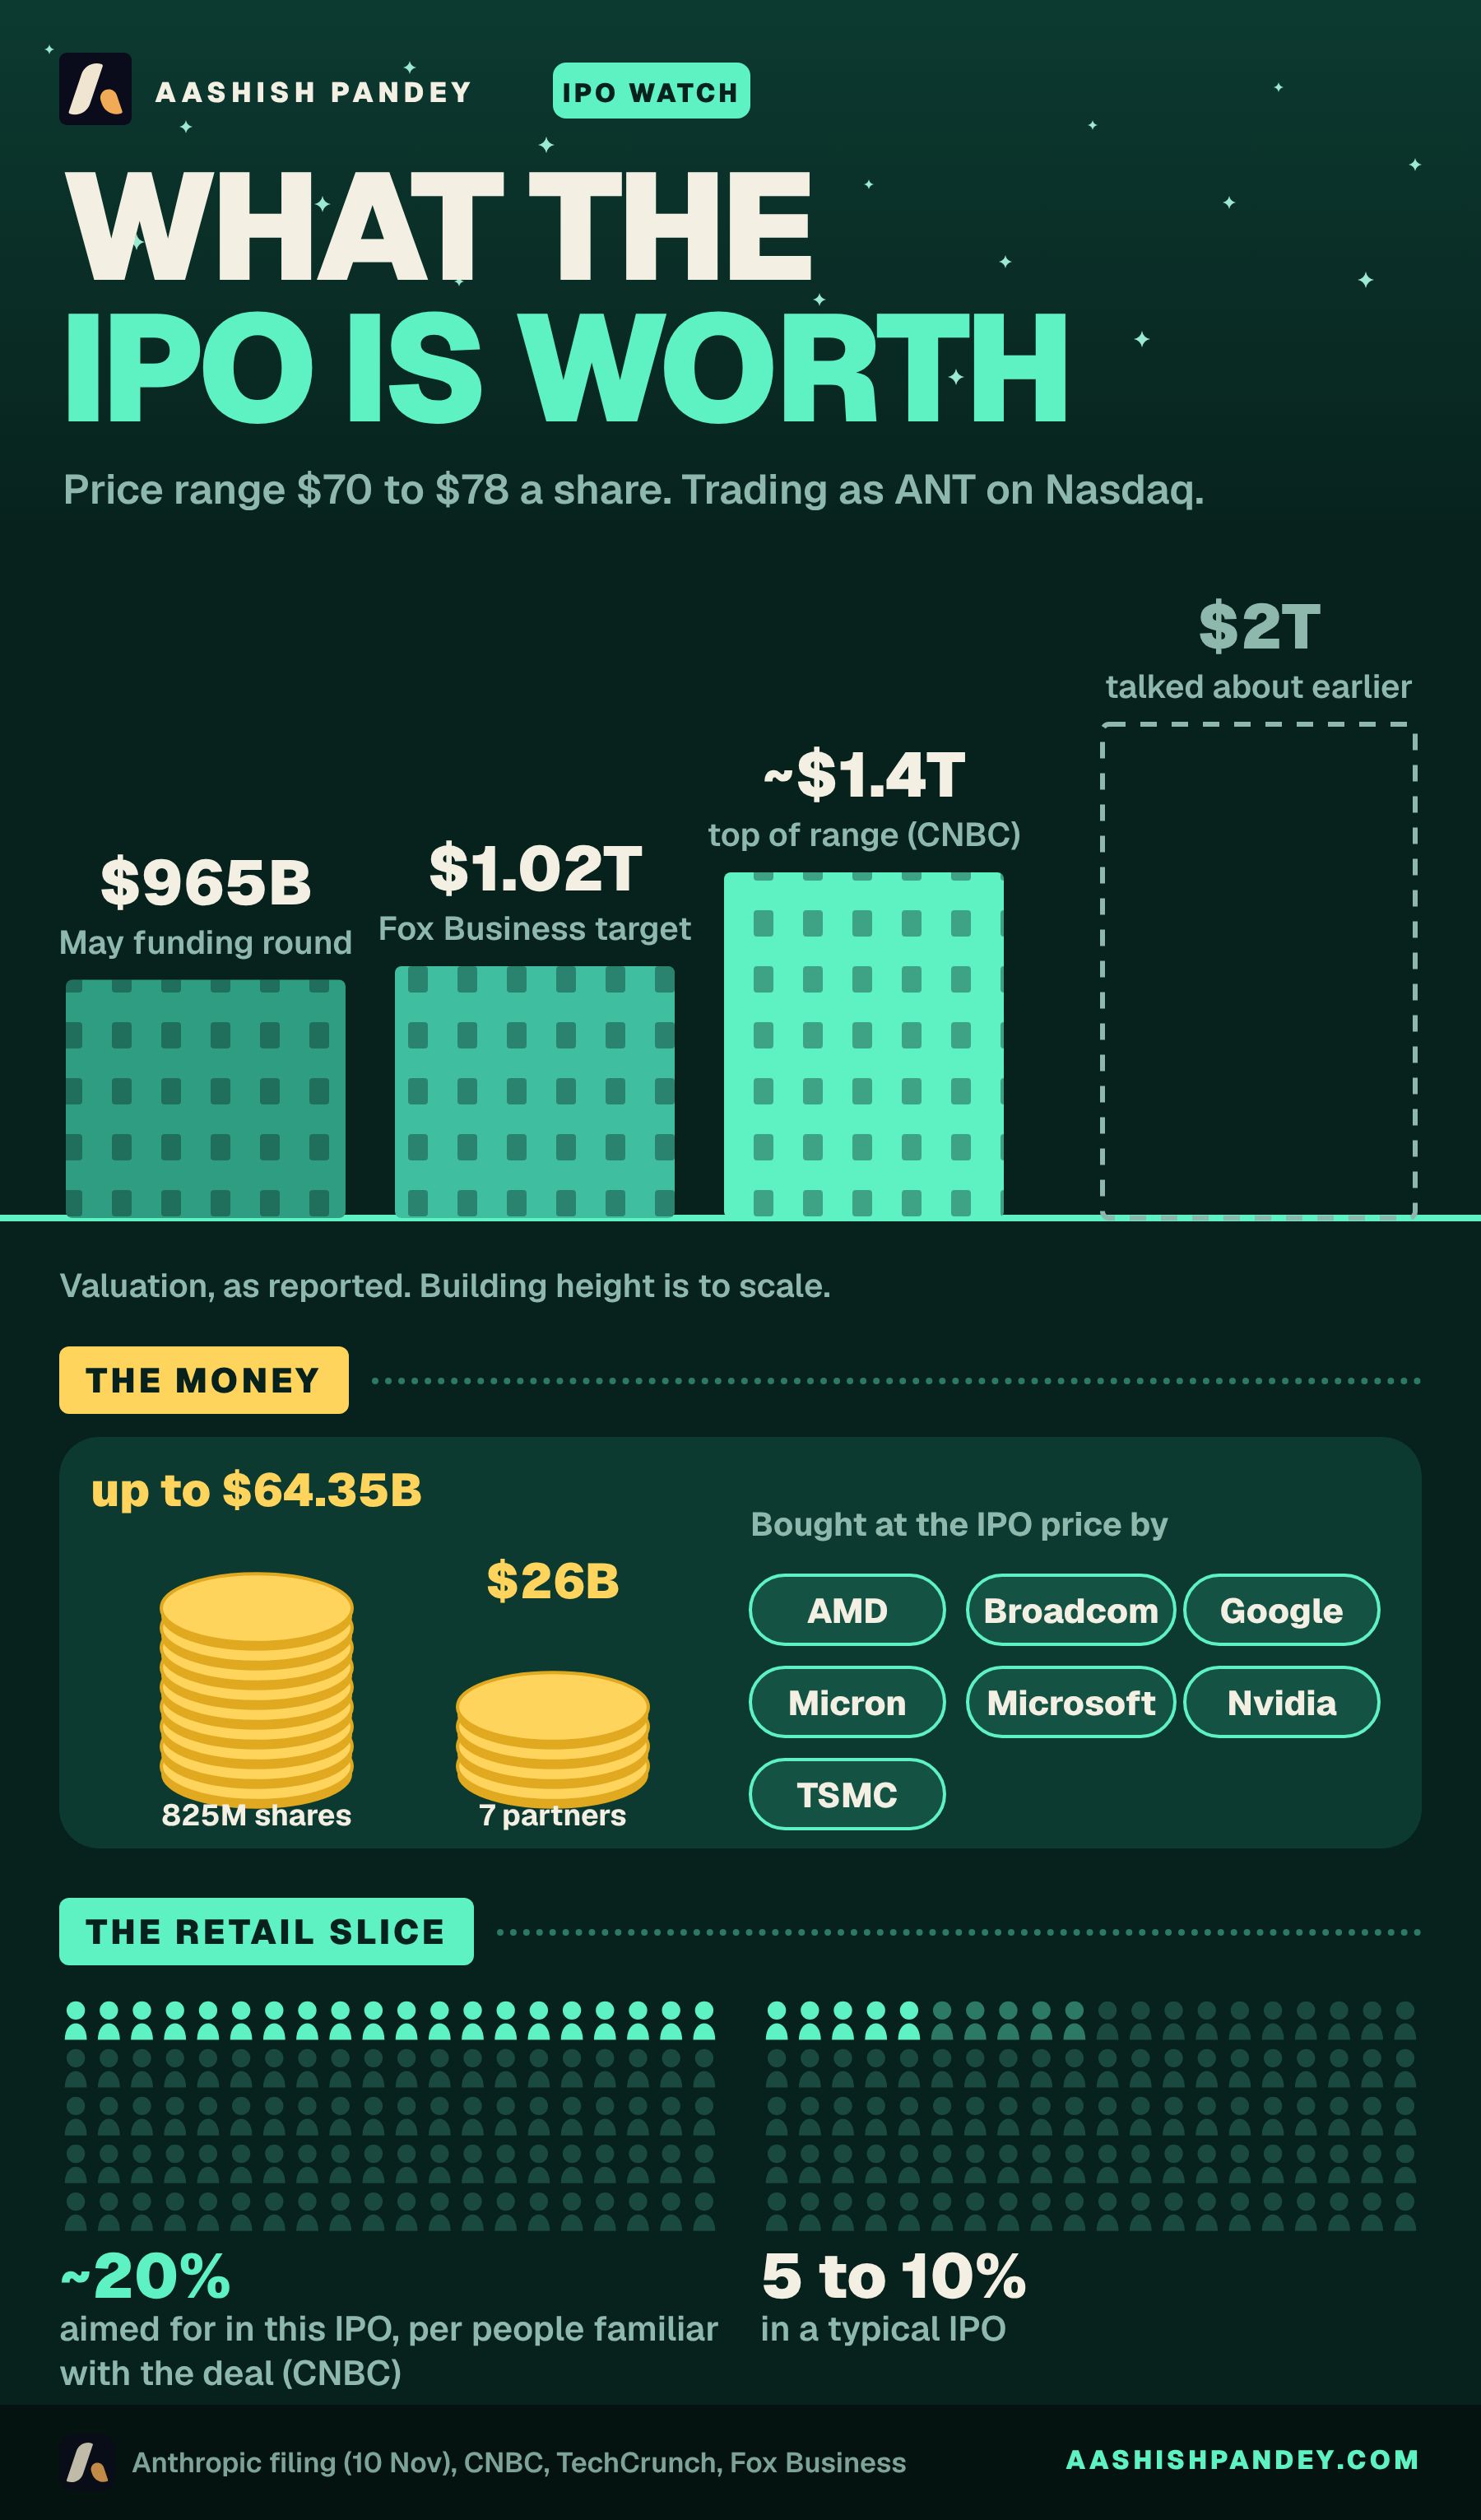 AASHISH PANDEY
IPO WATCH
WHAT THE
IPO IS WORTH
Price range $70 to $78 a share. Trading as ANT on Nasdaq.
$2T
talked about earlier
~$1.4T
top of range (CNBC)
$1.02T
Fox Business target
$965B
May funding round
Valuation, as reported. Building height is to scale.
THE MONEY
up to $64.35B
825M shares
$26B
7 partners
Bought at the IPO price by
AMD
Broadcom
Google
Micron
Microsoft
Nvidia
TSMC
THE RETAIL SLICE
~20%
aimed for in this IPO, per people familiar
with the deal (CNBC)
5 to 10%
in a typical IPO
Anthropic filing (10 Nov), CNBC, TechCrunch, Fox Business
AASHISHPANDEY.COM